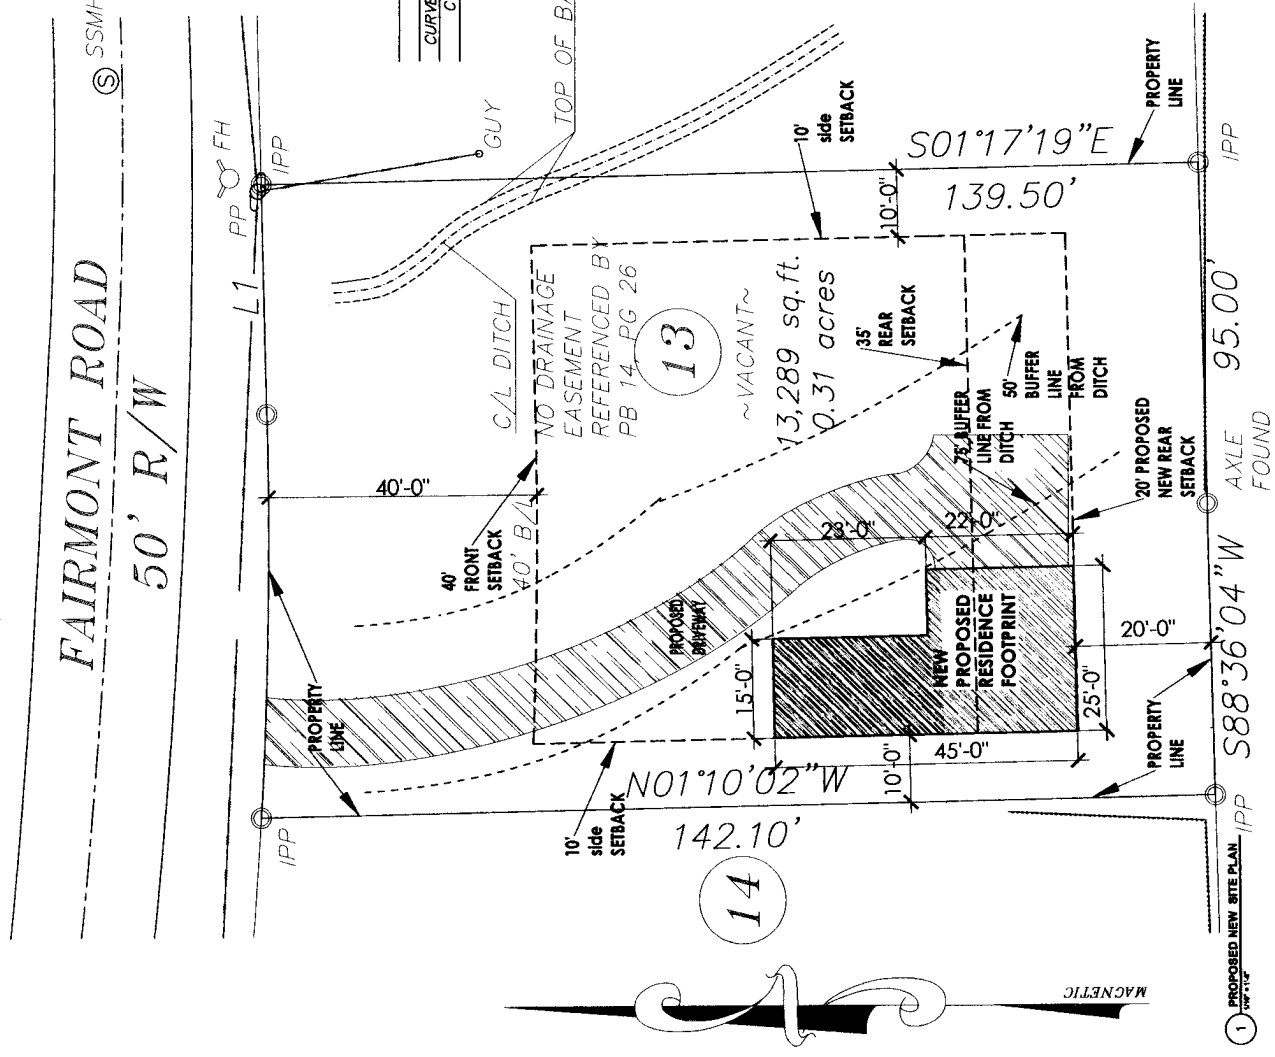 FAIRMONT ROAD
50' R/W
SSMH
S
CURVE
C
TOP OF BA
FH
PP
IPP
GUY
L1
10'
side
SETBACK
PROPERTY
LINE
S01°17'19"E
139.50'
IPP
10'-0"
C/L DITCH
NO DRAINAGE
EASEMENT
REFERENCED BY
PB 14 PG 26
13
~VACANT~
13,289 sq.ft.
0.31 acres
35'
REAR
SETBACK
50'
BUFFER
LINE
FROM
DITCH
75' BUFFER
LINE FROM
DITCH
20' PROPOSED
NEW REAR
SETBACK
95.00'
AXLE
FOUND
40'-0"
40'
FRONT
SETBACK
40' B/L
PROPOSED
DRIVEWAY
23'-0"
22'-0"
15'-0"
NEW
PROPOSED
RESIDENCE
FOOTPRINT
25'-0"
20'-0"
45'-0"
10'-0"
PROPERTY
LINE
PROPERTY
LINE
S88°36'04"W
IPP
IPP
N01°10'02"W
142.10'
10'
side
SETBACK
14
MAGNETIC
1
PROPOSED NEW SITE PLAN